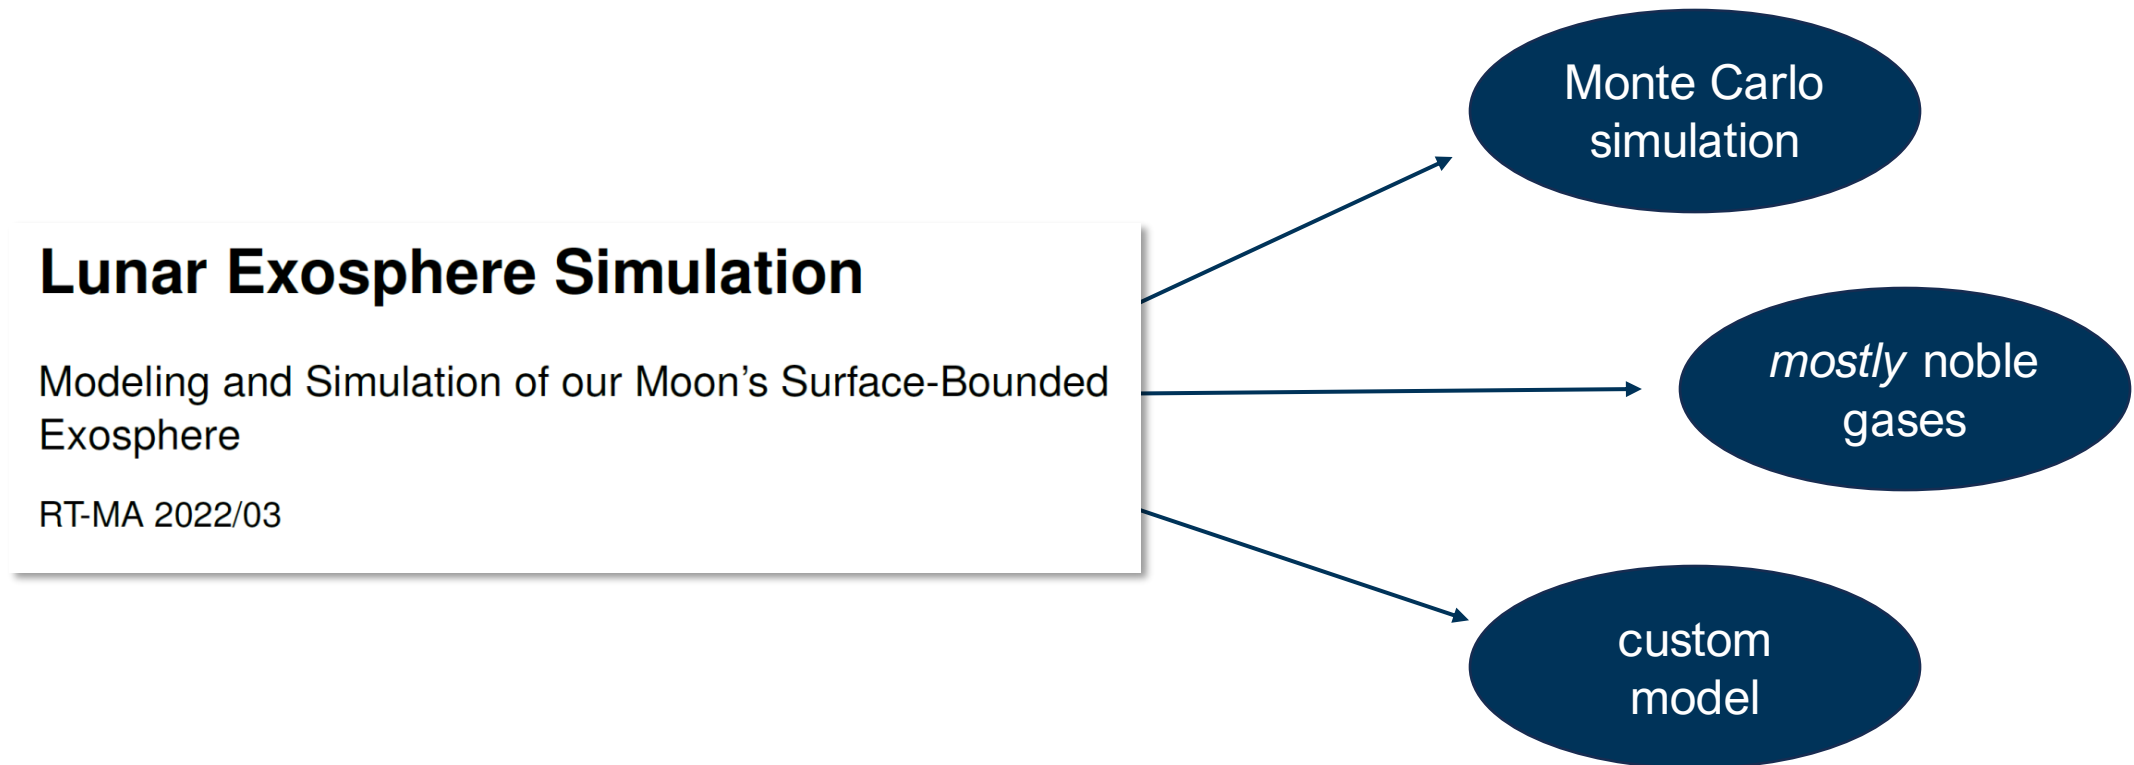 Lunar Exosphere Simulation
Modeling and Simulation of our Moon's Surface-Bounded
Exosphere
RT-MA 2022/03
Monte Carlo
simulation
mostly noble
gases
custom
model